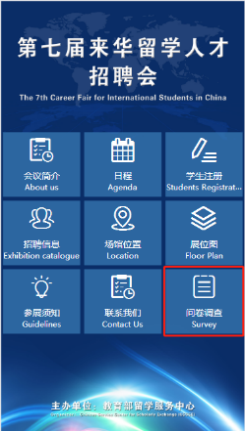 第七届来华留学人才
招聘会
The 7th Career Fair for International Students in China
会议简介
About us
日程
Agenda
学生注册
Students Registrat...
招聘信息
Exhibition catalogue
场馆位置
Location
展位图
Floor Plan
参展须知
Guidelines
联系我们
Contact Us
问卷调查
Survey
主办单位：教育部留学服务中心